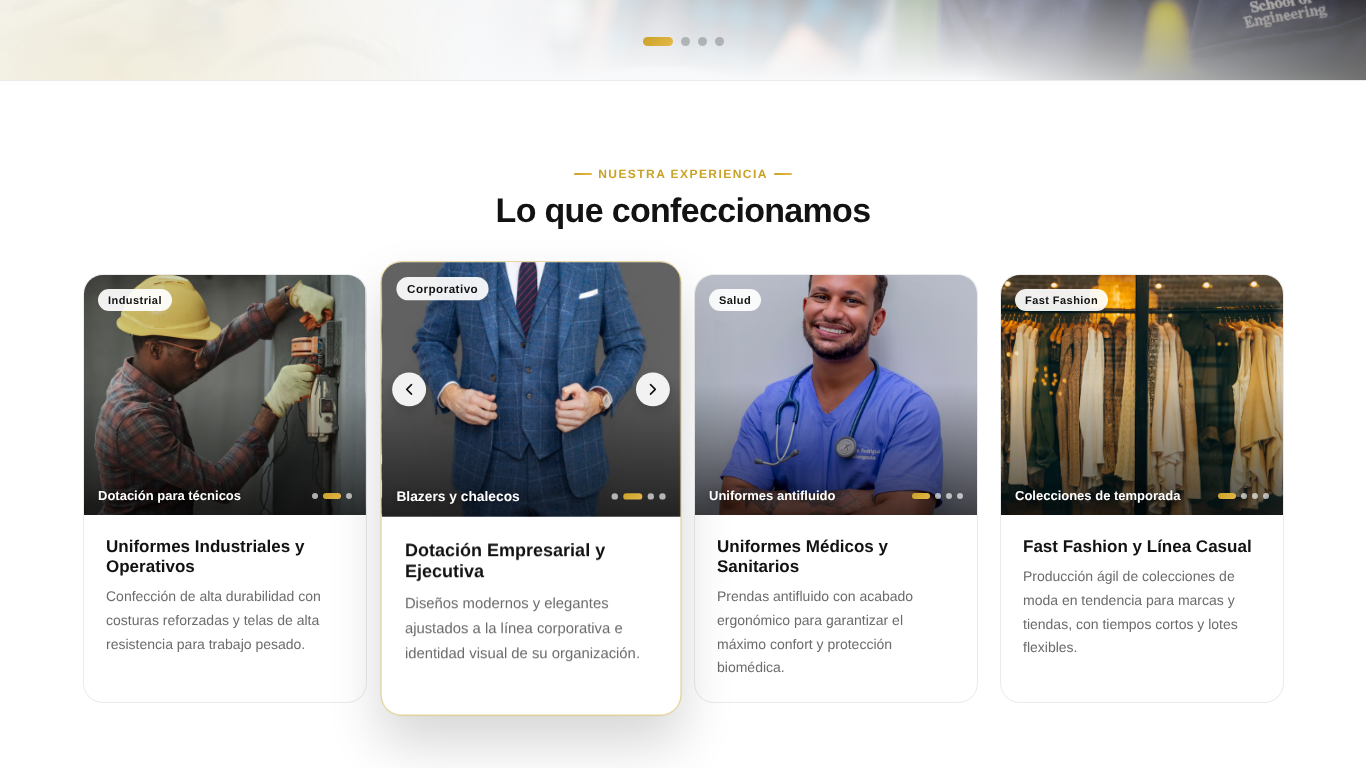 School of
Engineering
NUESTRA EXPERIENCIA
Lo que confeccionamos
Industrial
Dotación para técnicos
Uniformes Industriales y
Operativos
Confección de alta durabilidad con
costuras reforzadas y telas de alta
resistencia para trabajo pesado.
Corporativo
Blazers y chalecos
Dotación Empresarial y
Ejecutiva
Diseños modernos y elegantes
ajustados a la línea corporativa e
identidad visual de su organización.
Salud
Uniformes antifluido
Uniformes Médicos y
Sanitarios
Prendas antifluido con acabado
ergonómico para garantizar el
máximo confort y protección
biomédica.
Fast Fashion
Colecciones de temporada
Fast Fashion y Línea Casual
Producción ágil de colecciones de
moda en tendencia para marcas y
tiendas, con tiempos cortos y lotes
flexibles.